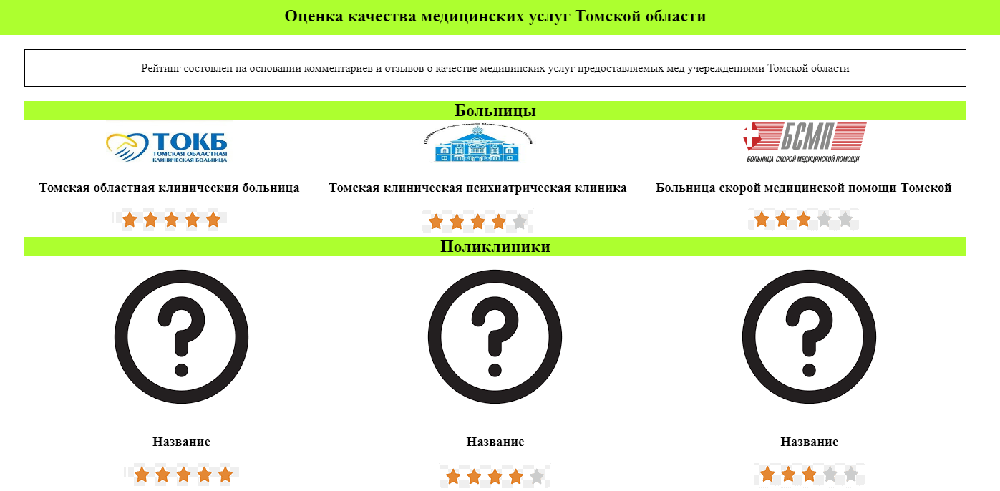 Оценка качества медицинских услуг Томской области
Рейтинг состовлен на основании комментариев и отзывов о качестве медицинских услуг предоставляемых мед учереждениями Томской области
Больницы
ТОКБ
ТОМСКАЯ ОБЛАСТНАЯ
КЛИНИЧЕСКАЯ БОЛЬНИЦА
БСМП
БОЛЬНИЦА СКОРОЙ МЕДИЦИНСКОЙ ПОМОЩИ
Томская областная клиническия больница
Томская клиническая психиатрическая клиника
Больница скорой медицинской помощи Томской
Поликлиники
?
?
?
Название
Название
Название